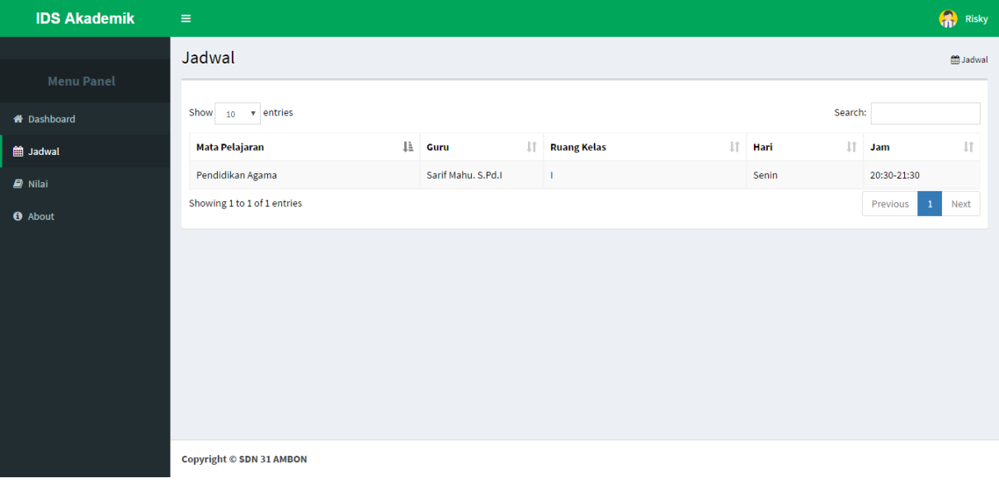 IDS Akademik
Risky
Menu Panel
Dashboard
Jadwal
Nilai
About
Jadwal
Jadwal
Show 10 entries
Search:
Mata Pelajaran Guru Ruang Kelas Hari Jam
Pendidikan Agama Sarif Mahu. S.Pd.I I Senin 20:30-21:30
Showing 1 to 1 of 1 entries
Previous 1 Next
Copyright © SDN 31 AMBON